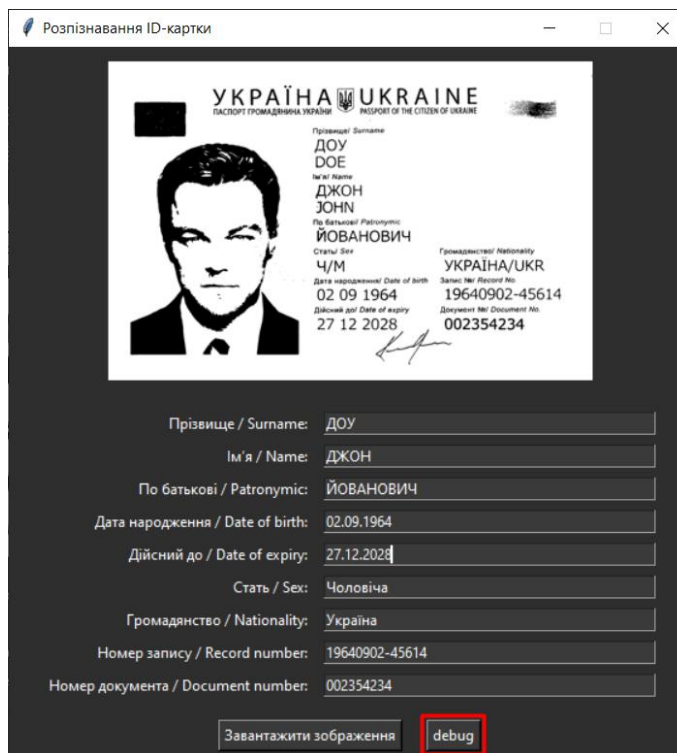 Розпізнавання ID-картки
УКРАЇНА UKRAINE
ПАСПОРТ ГРОМАДЯНИНА УКРАЇНИ PASSPORT OF THE CITIZEN OF UKRAINE
Прізвище/ Surname
ДОУ
DOE
Ім'я/ Name
ДЖОН
JOHN
По батькові/ Patronymic
ЙОВАНОВИЧ
Стать/ Sex Громадянство/ Nationality
Ч/М УКРАЇНА/UKR
Дата народження/ Date of birth Запис №/ Record No.
02 09 1964 19640902-45614
Дійсний до/ Date of expiry Документ №/ Document No.
27 12 2028 002354234
Прізвище / Surname: ДОУ
Ім'я / Name: ДЖОН
По батькові / Patronymic: ЙОВАНОВИЧ
Дата народження / Date of birth: 02.09.1964
Дійсний до / Date of expiry: 27.12.2028
Стать / Sex: Чоловіча
Громадянство / Nationality: Україна
Номер запису / Record number: 19640902-45614
Номер документа / Document number: 002354234
Завантажити зображення debug